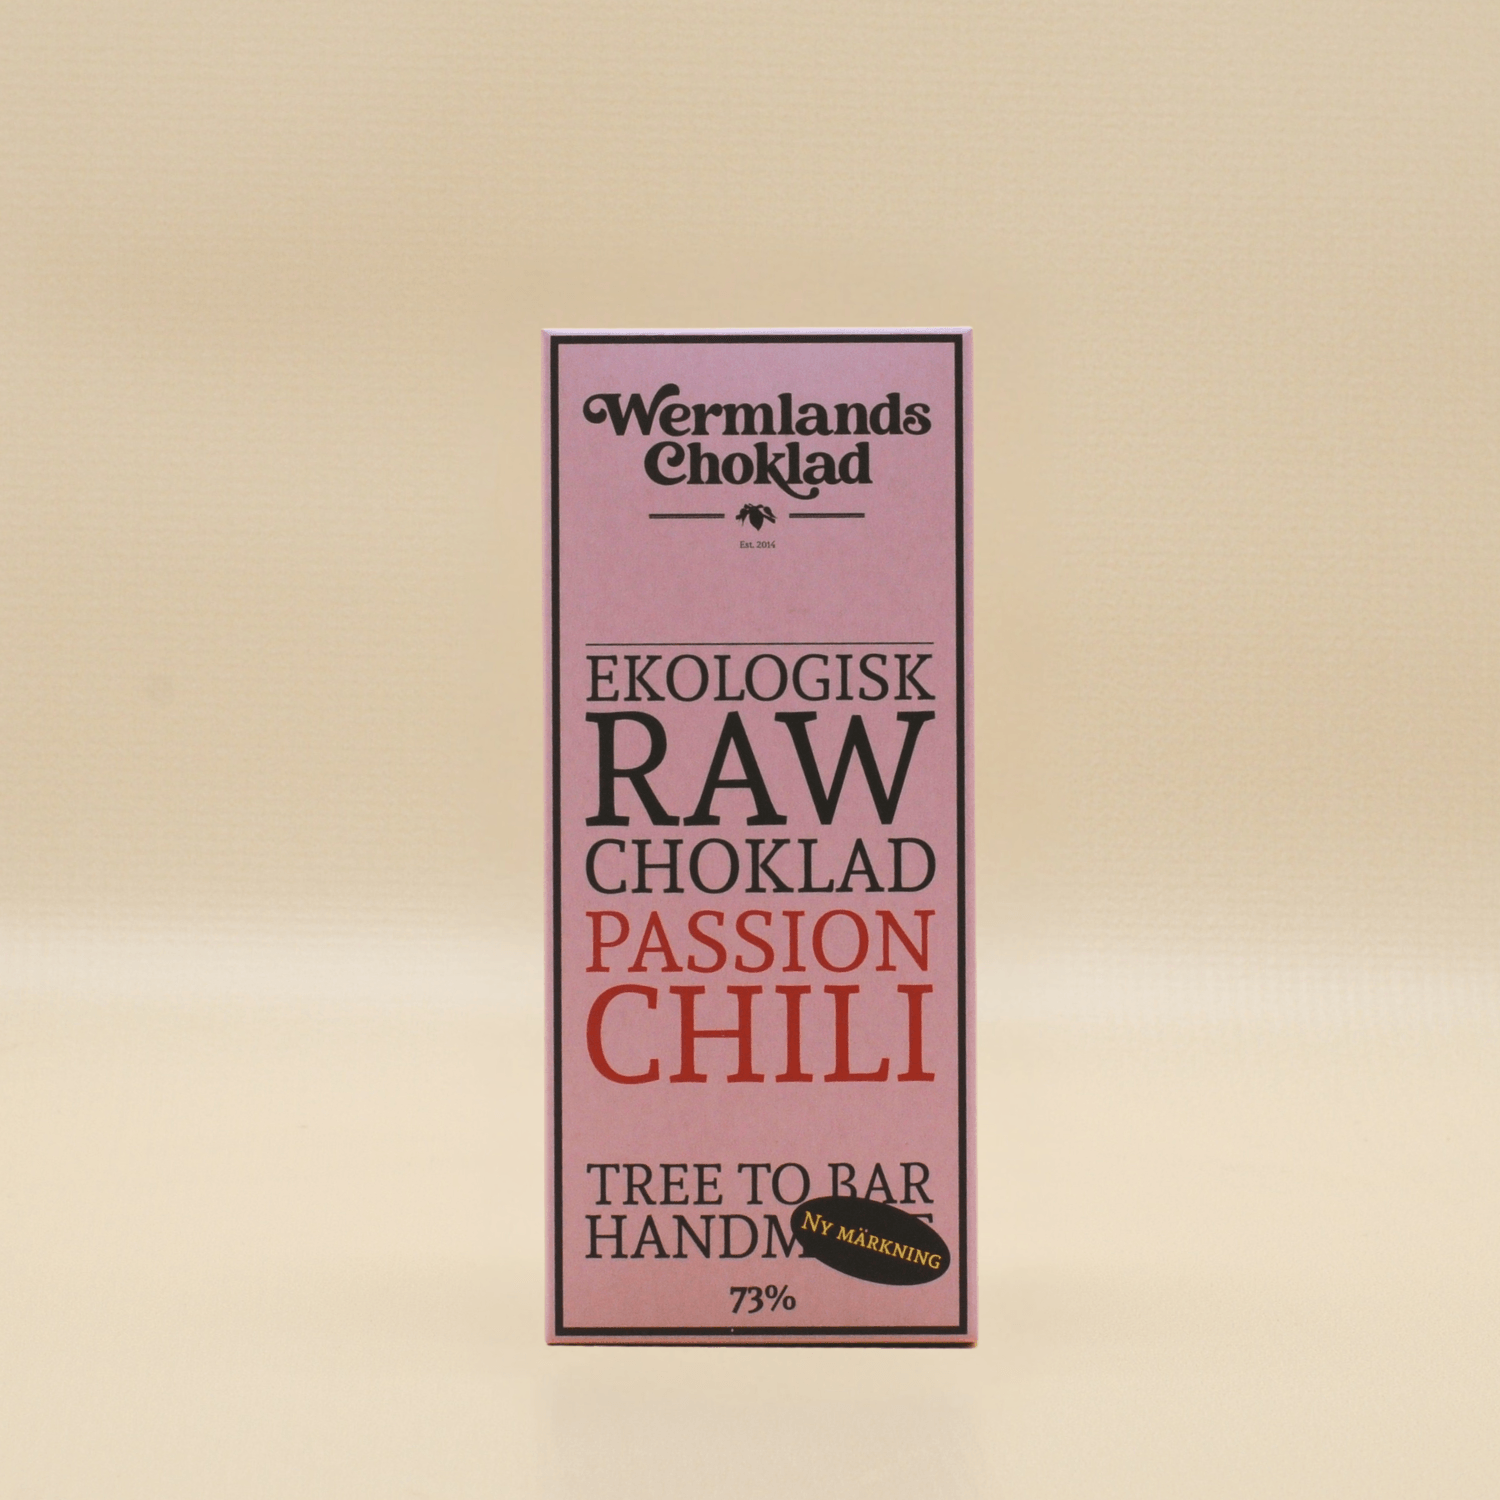 Wermlands
Choklad
Est. 2014
EKOLOGISK
RAW
CHOKLAD
PASSION
CHILI
TREE TO BAR
NY MÄRKNING
73%